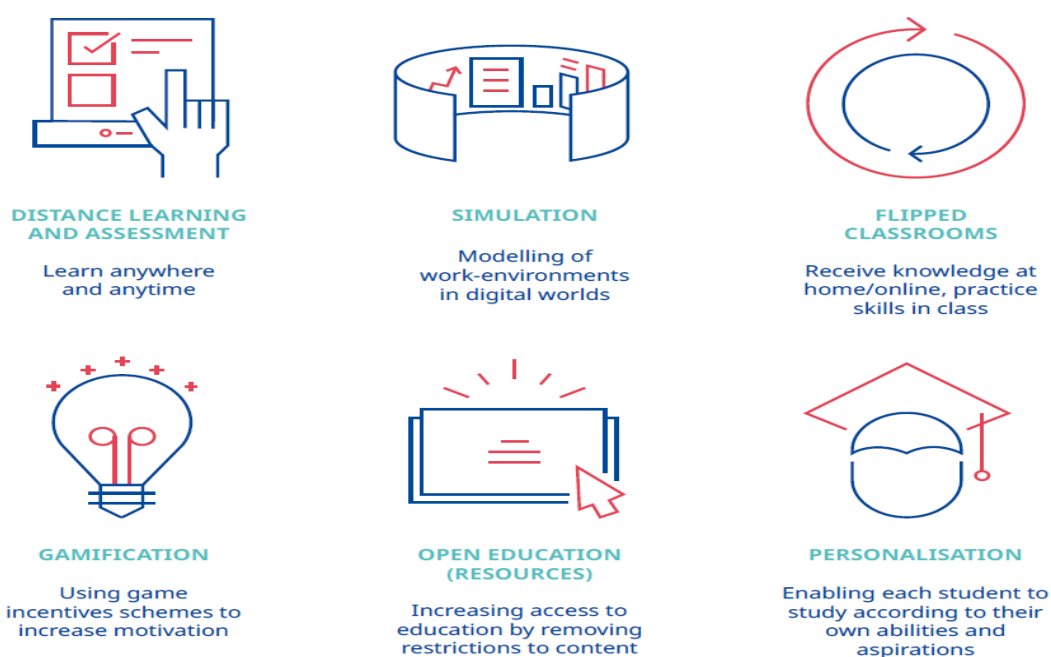 DISTANCE LEARNING
AND ASSESSMENT
Learn anywhere
and anytime
SIMULATION
Modelling of
work-environments
in digital worlds
FLIPPED
CLASSROOMS
Receive knowledge at
home/online, practice
skills in class
GAMIFICATION
Using game
incentives schemes to
increase motivation
OPEN EDUCATION
(RESOURCES)
Increasing access to
education by removing
restrictions to content
PERSONALISATION
Enabling each student to
study according to their
own abilities and
aspirations